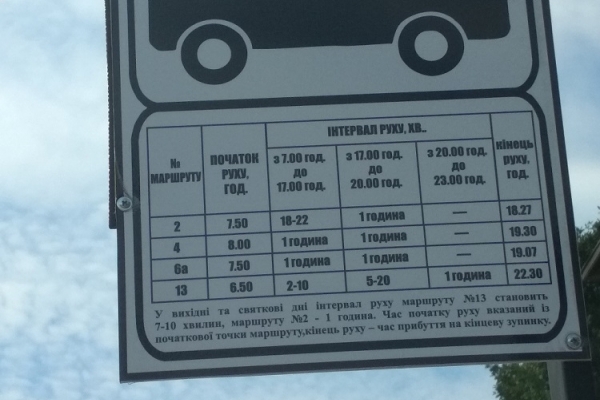 № МАРШРУТУ | ПОЧАТОК РУХУ, ГОД. | ІНТЕРВАЛ РУХУ, ХВ.. | кінець руху, год.
з 7.00 год. до 17.00 год. | з 17.00 год. до 20.00 год. | з 20.00 год. до 23.00 год.
2 | 7.50 | 18-22 | 1 година | — | 18.27
4 | 8.00 | 1 година | 1 година | — | 19.30
6а | 7.50 | 1 година | 1 година | — | 19.07
13 | 6.50 | 2-10 | 5-20 | 1 година | 22.30
У вихідні та святкові дні інтервал руху маршруту №13 становить
7-10 хвилин, маршруту №2 - 1 година. Час початку руху вказаний із
початкової точки маршруту,кінець руху – час прибуття на кінцеву зупинку.